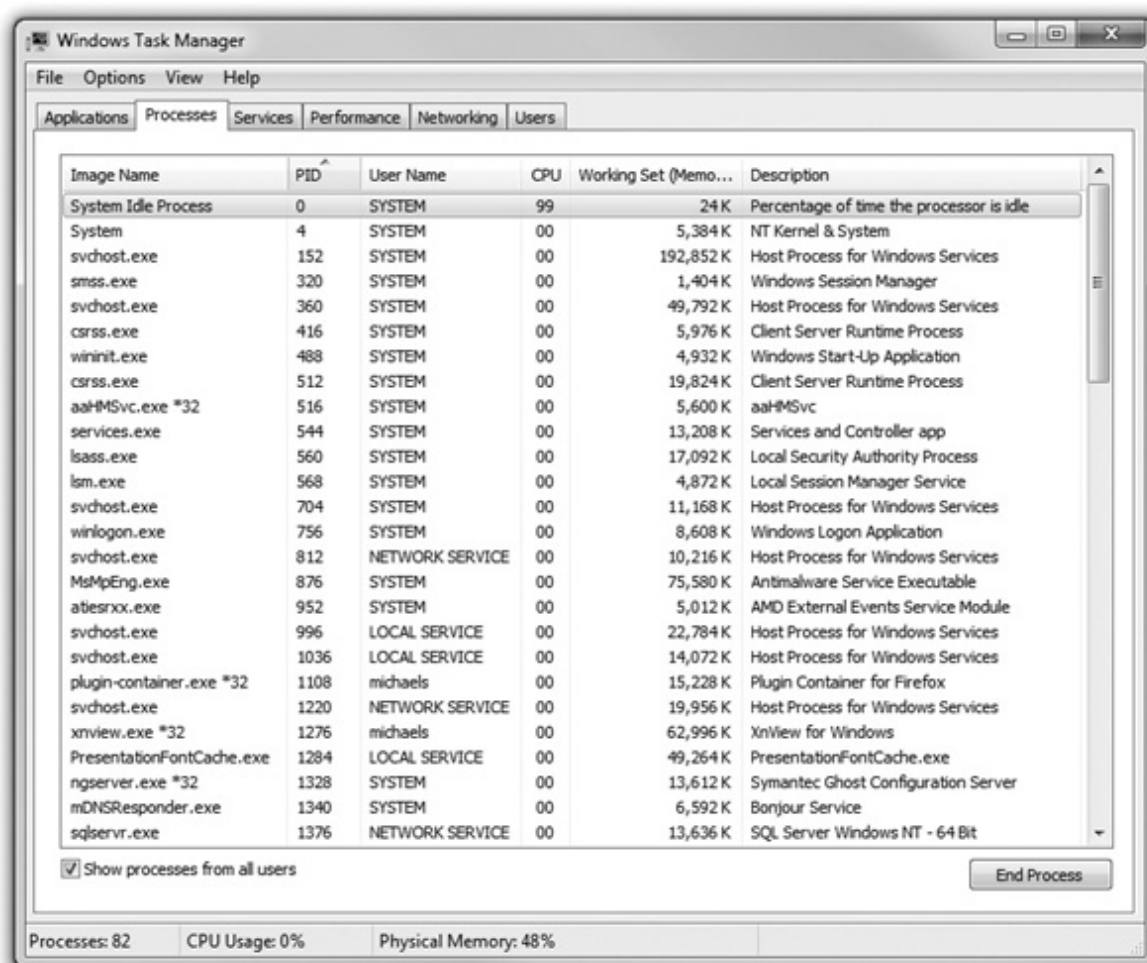 Windows Task Manager
File Options View Help
Applications Processes Services Performance Networking Users
Image Name PID User Name CPU Working Set (Memo... Description
System Idle Process 0 SYSTEM 99 24 K Percentage of time the processor is idle
System 4 SYSTEM 00 5,384 K NT Kernel & System
svchost.exe 152 SYSTEM 00 192,852 K Host Process for Windows Services
smss.exe 320 SYSTEM 00 1,404 K Windows Session Manager
svchost.exe 360 SYSTEM 00 49,792 K Host Process for Windows Services
csrss.exe 416 SYSTEM 00 5,976 K Client Server Runtime Process
wininit.exe 488 SYSTEM 00 4,932 K Windows Start-Up Application
csrss.exe 512 SYSTEM 00 19,824 K Client Server Runtime Process
aaHMSvc.exe *32 516 SYSTEM 00 5,600 K aaHMSvc
services.exe 544 SYSTEM 00 13,208 K Services and Controller app
lsass.exe 560 SYSTEM 00 17,092 K Local Security Authority Process
lsm.exe 568 SYSTEM 00 4,872 K Local Session Manager Service
svchost.exe 704 SYSTEM 00 11,168 K Host Process for Windows Services
winlogon.exe 756 SYSTEM 00 8,608 K Windows Logon Application
svchost.exe 812 NETWORK SERVICE 00 10,216 K Host Process for Windows Services
MsMpEng.exe 876 SYSTEM 00 75,580 K Antimalware Service Executable
atiesrxx.exe 952 SYSTEM 00 5,012 K AMD External Events Service Module
svchost.exe 996 LOCAL SERVICE 00 22,784 K Host Process for Windows Services
svchost.exe 1036 LOCAL SERVICE 00 14,072 K Host Process for Windows Services
plugin-container.exe *32 1108 michaels 00 15,228 K Plugin Container for Firefox
svchost.exe 1220 NETWORK SERVICE 00 19,956 K Host Process for Windows Services
xnview.exe *32 1276 michaels 00 62,996 K XnView for Windows
PresentationFontCache.exe 1284 LOCAL SERVICE 00 49,264 K PresentationFontCache.exe
ngserver.exe *32 1328 SYSTEM 00 13,612 K Symantec Ghost Configuration Server
mDNSResponder.exe 1340 SYSTEM 00 6,592 K Bonjour Service
sqlservr.exe 1376 NETWORK SERVICE 00 13,636 K SQL Server Windows NT - 64 Bit
Show processes from all users
End Process
Processes: 82 CPU Usage: 0% Physical Memory: 48%